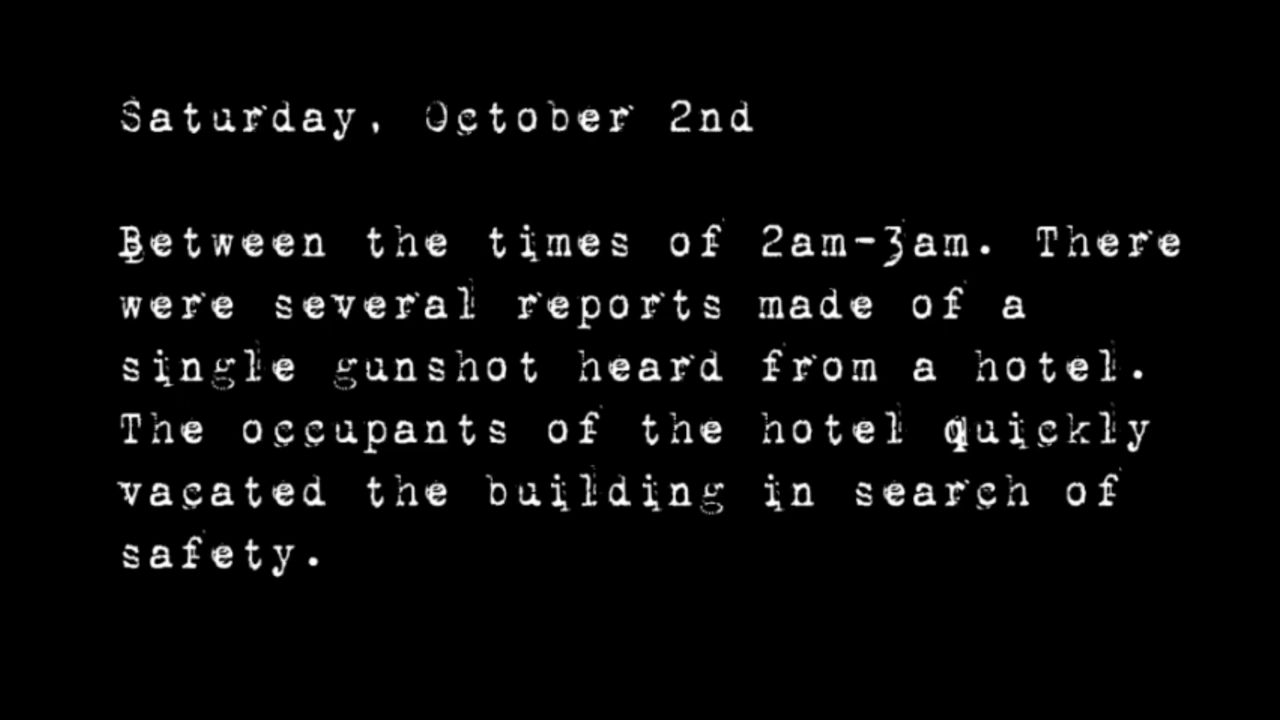 Saturday, October 2nd
Between the times of 2am-3am. There
were several reports made of a
single gunshot heard from a hotel.
The occupants of the hotel quickly
vacated the building in search of
safety.